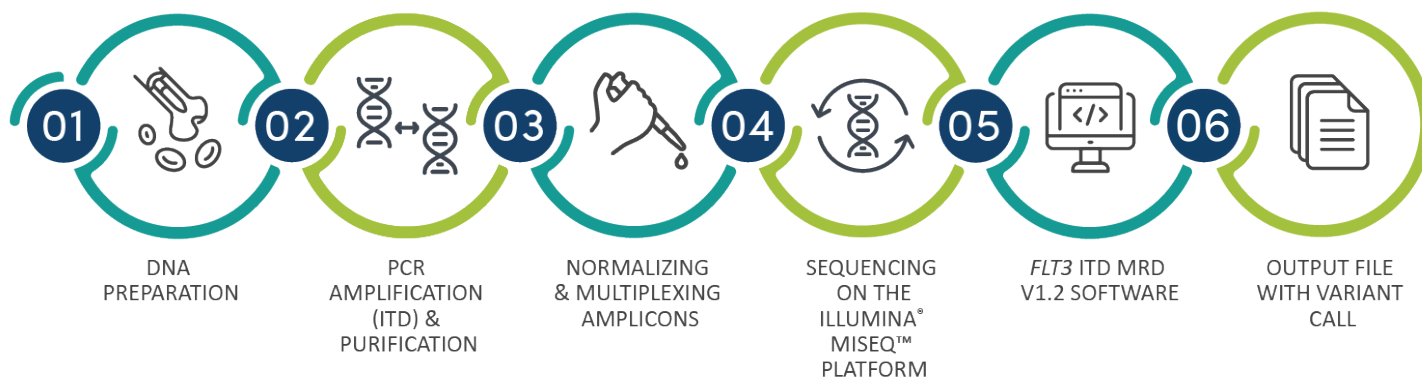 01
DNA
PREPARATION
02
PCR
AMPLIFICATION
(ITD) &
PURIFICATION
03
NORMALIZING
& MULTIPLEXING
AMPLICONS
04
SEQUENCING
ON THE
ILLUMINA®
MISEQ™
PLATFORM
05
</>
FLT3 ITD MRD
V1.2 SOFTWARE
06
OUTPUT FILE
WITH VARIANT
CALL